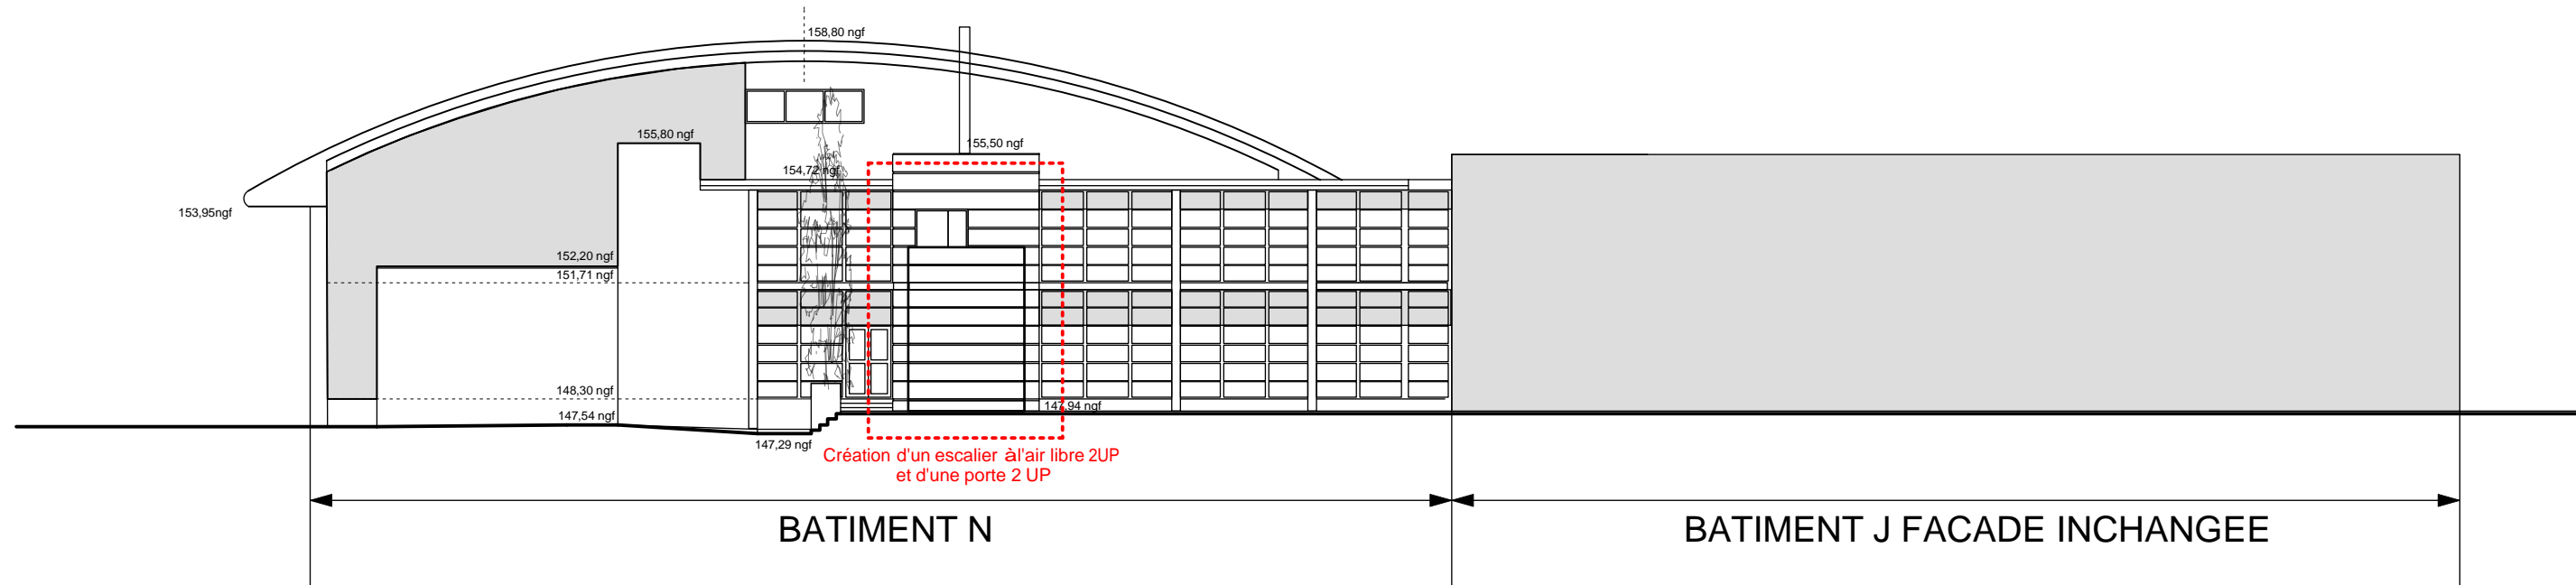 158,80 ngf
155,80 ngf
155,50 ngf
154,72 ngf
153,95ngf
152,20 ngf
151,71 ngf
148,30 ngf
147,94 ngf
147,54 ngf
147,29 ngf
Création d'un escalier àl'air libre 2UP
et d'une porte 2 UP
BATIMENT N
BATIMENT J FACADE INCHANGEE